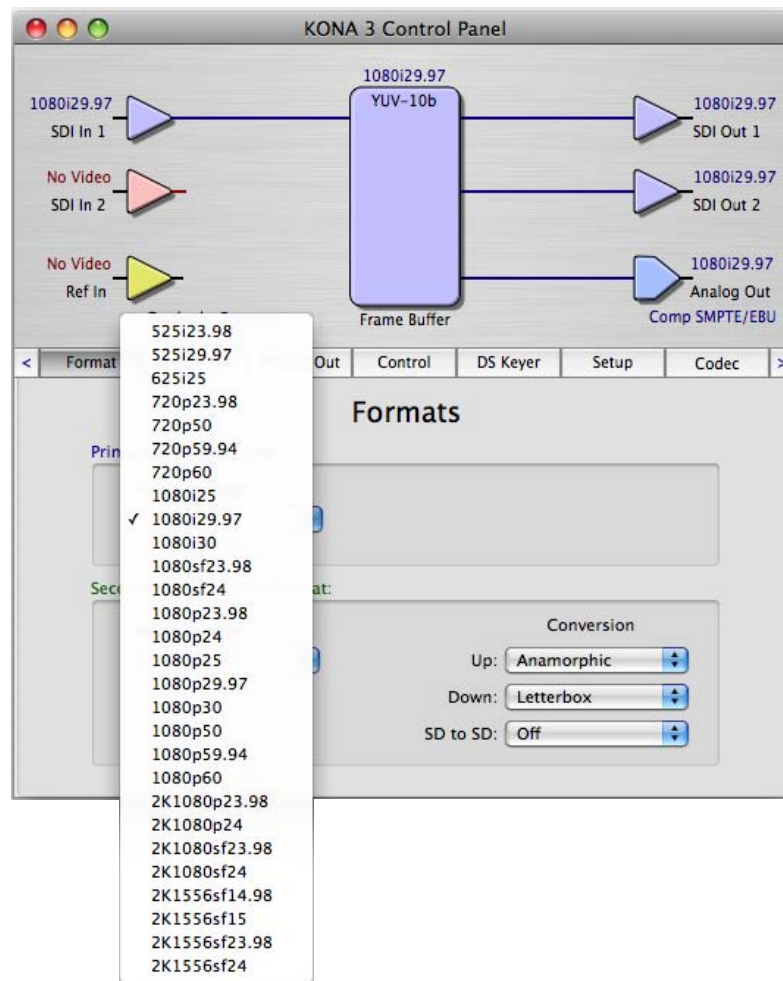 KONA 3 Control Panel
1080i29.97
1080i29.97
YUV-10b
1080i29.97
SDI In 1
SDI Out 1
No Video
1080i29.97
SDI In 2
SDI Out 2
No Video
1080i29.97
Ref In
Analog Out
Frame Buffer
Comp SMPTE/EBU
< Format Out Control DS Keyer Setup Codec >
Formats
525i23.98
525i29.97
625i25
720p23.98
720p50
720p59.94
720p60
1080i25
✓ 1080i29.97
1080i30
1080sf23.98
1080sf24
1080p23.98
1080p24
1080p25
1080p29.97
1080p30
1080p50
1080p59.94
1080p60
2K1080p23.98
2K1080p24
2K1080sf23.98
2K1080sf24
2K1556sf14.98
2K1556sf15
2K1556sf23.98
2K1556sf24
Conversion
Up: Anamorphic
Down: Letterbox
SD to SD: Off